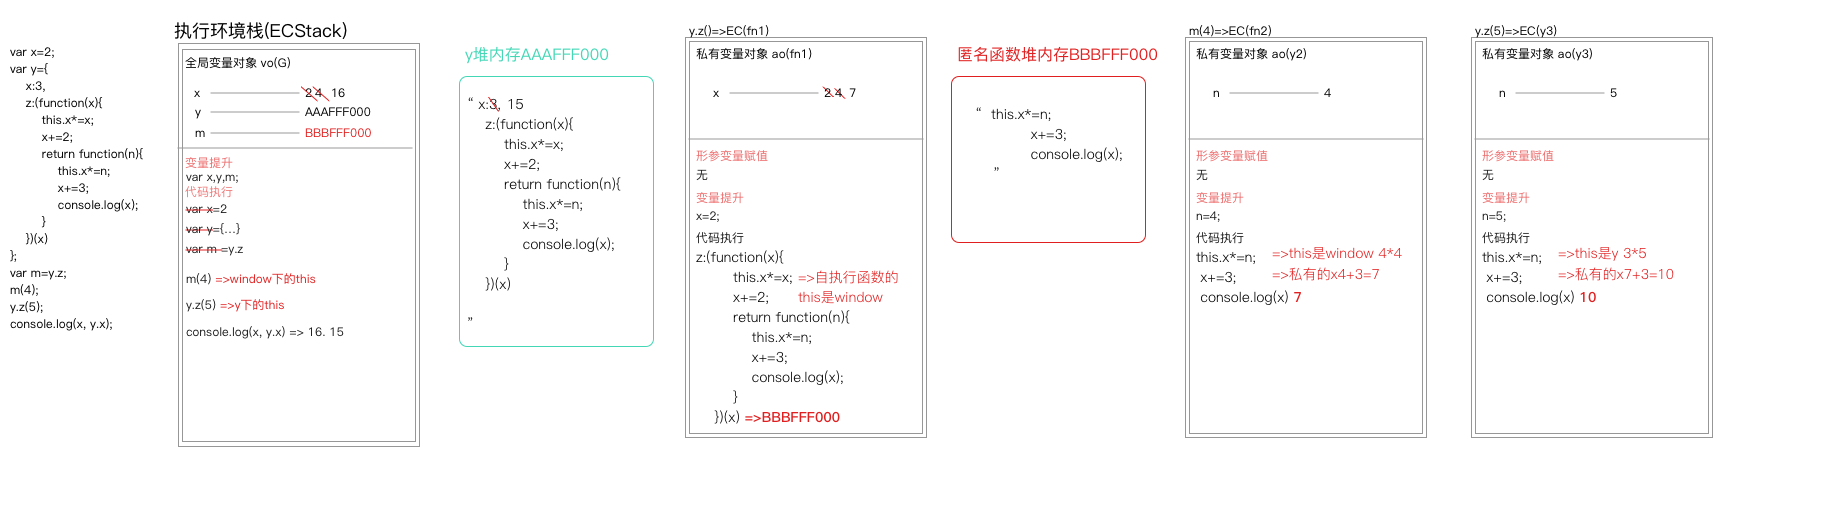 var x=2;
var y={
x:3,
z:(function(x){
this.x*=x;
x+=2;
return function(n){
this.x*=n;
x+=3;
console.log(x);
}
})(x)
};
var m=y.z;
m(4);
y.z(5);
console.log(x, y.x);
执行环境栈(ECStack)
全局变量对象 vo(G)
x 2 4 16
y AAAFFF000
m BBBFFF000
变量提升
var x,y,m;
代码执行
var x=2
var y={...}
var m =y.z
m(4) =>window下的this
y.z(5) =>y下的this
console.log(x, y.x) => 16. 15
y堆内存AAAFFF000
“ x:3, 15
z:(function(x){
this.x*=x;
x+=2;
return function(n){
this.x*=n;
x+=3;
console.log(x);
}
})(x)
”
y.z()=>EC(fn1)
私有变量对象 ao(fn1)
x 2 4 7
形参变量赋值
无
变量提升
x=2;
代码执行
z:(function(x){
this.x*=x; =>自执行函数的
x+=2; this是window
return function(n){
this.x*=n;
x+=3;
console.log(x);
}
})(x) =>BBBFFF000
匿名函数堆内存BBBFFF000
“ this.x*=n;
x+=3;
console.log(x);
”
m(4)=>EC(fn2)
私有变量对象 ao(y2)
n 4
形参变量赋值
无
变量提升
n=4;
代码执行
this.x*=n; =>this是window 4*4
x+=3; =>私有的x4+3=7
console.log(x) 7
y.z(5)=>EC(y3)
私有变量对象 ao(y3)
n 5
形参变量赋值
无
变量提升
n=5;
代码执行
this.x*=n; =>this是y 3*5
x+=3; =>私有的x7+3=10
console.log(x) 10